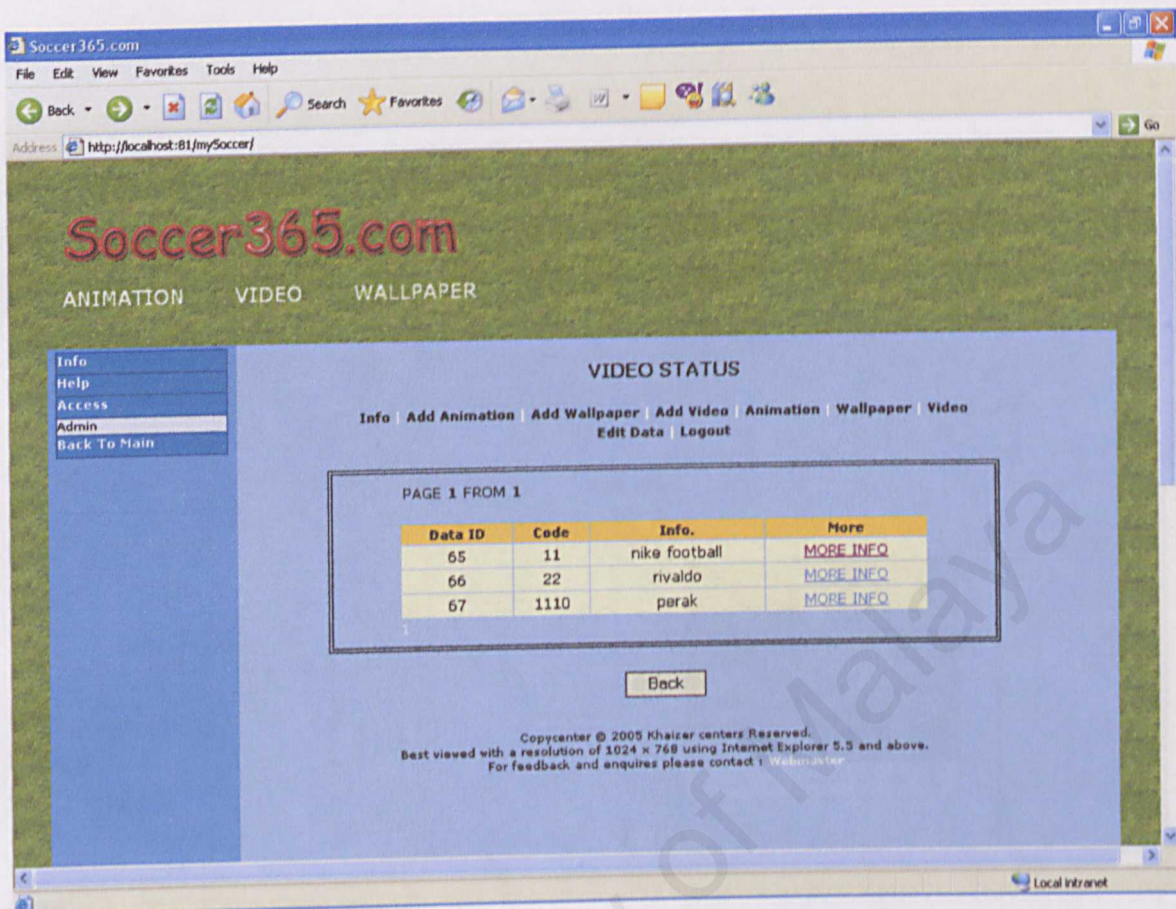 Soccer365.com
File Edit View Favorites Tools Help
Back Search Favorites
Address http://localhost:81/mySoccer/ Go
Soccer365.com
ANIMATION VIDEO WALLPAPER
Info
Help
Access
Admin
Back To Main
VIDEO STATUS
Info | Add Animation | Add Wallpaper | Add Video | Animation | Wallpaper | Video
Edit Data | Logout
PAGE 1 FROM 1
Data ID Code Info. More
65 11 nike football MORE INFO
66 22 rivaldo MORE INFO
67 1110 perak MORE INFO
1
Back
Copycenter © 2005 Khaizer centers Reserved.
Best viewed with a resolution of 1024 x 768 using Internet Explorer 5.5 and above.
For feedback and enquires please contact : Webmaster
Local intranet
of Malaya